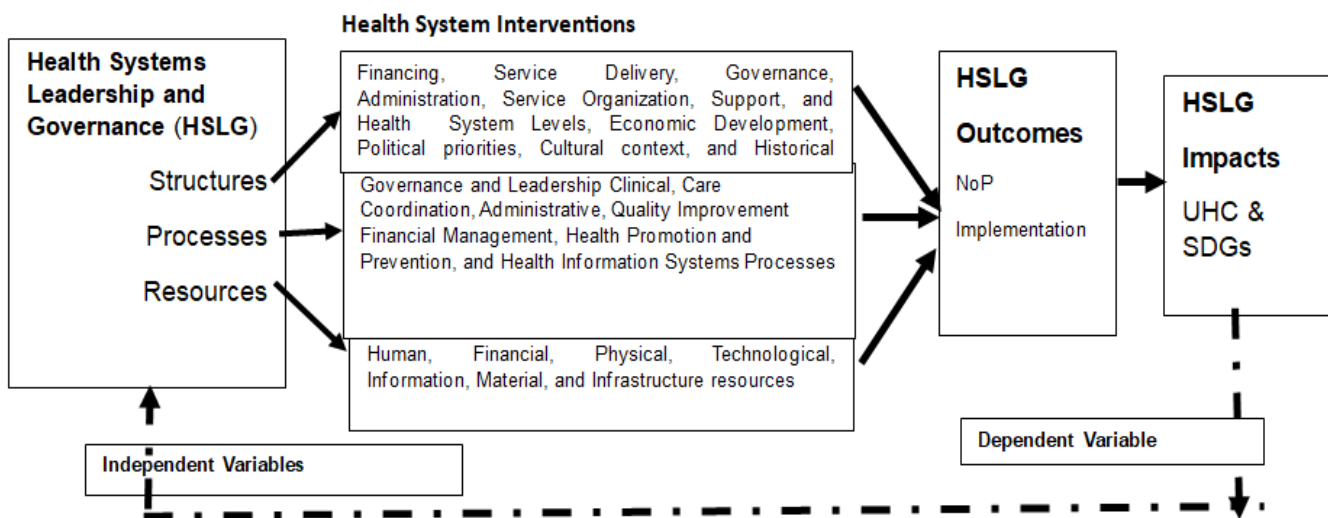 Health System Interventions
Health Systems
Leadership and
Governance (HSLG)
Structures
Processes
Resources
Financing, Service Delivery, Governance,
Administration, Service Organization, Support, and
Health System Levels, Economic Development,
Political priorities, Cultural context, and Historical
Governance and Leadership Clinical, Care
Coordination, Administrative, Quality Improvement
Financial Management, Health Promotion and
Prevention, and Health Information Systems Processes
Human, Financial, Physical, Technological,
Information, Material, and Infrastructure resources
HSLG
Outcomes
NoP
Implementation
HSLG
Impacts
UHC &
SDGs
Independent Variables
Dependent Variable